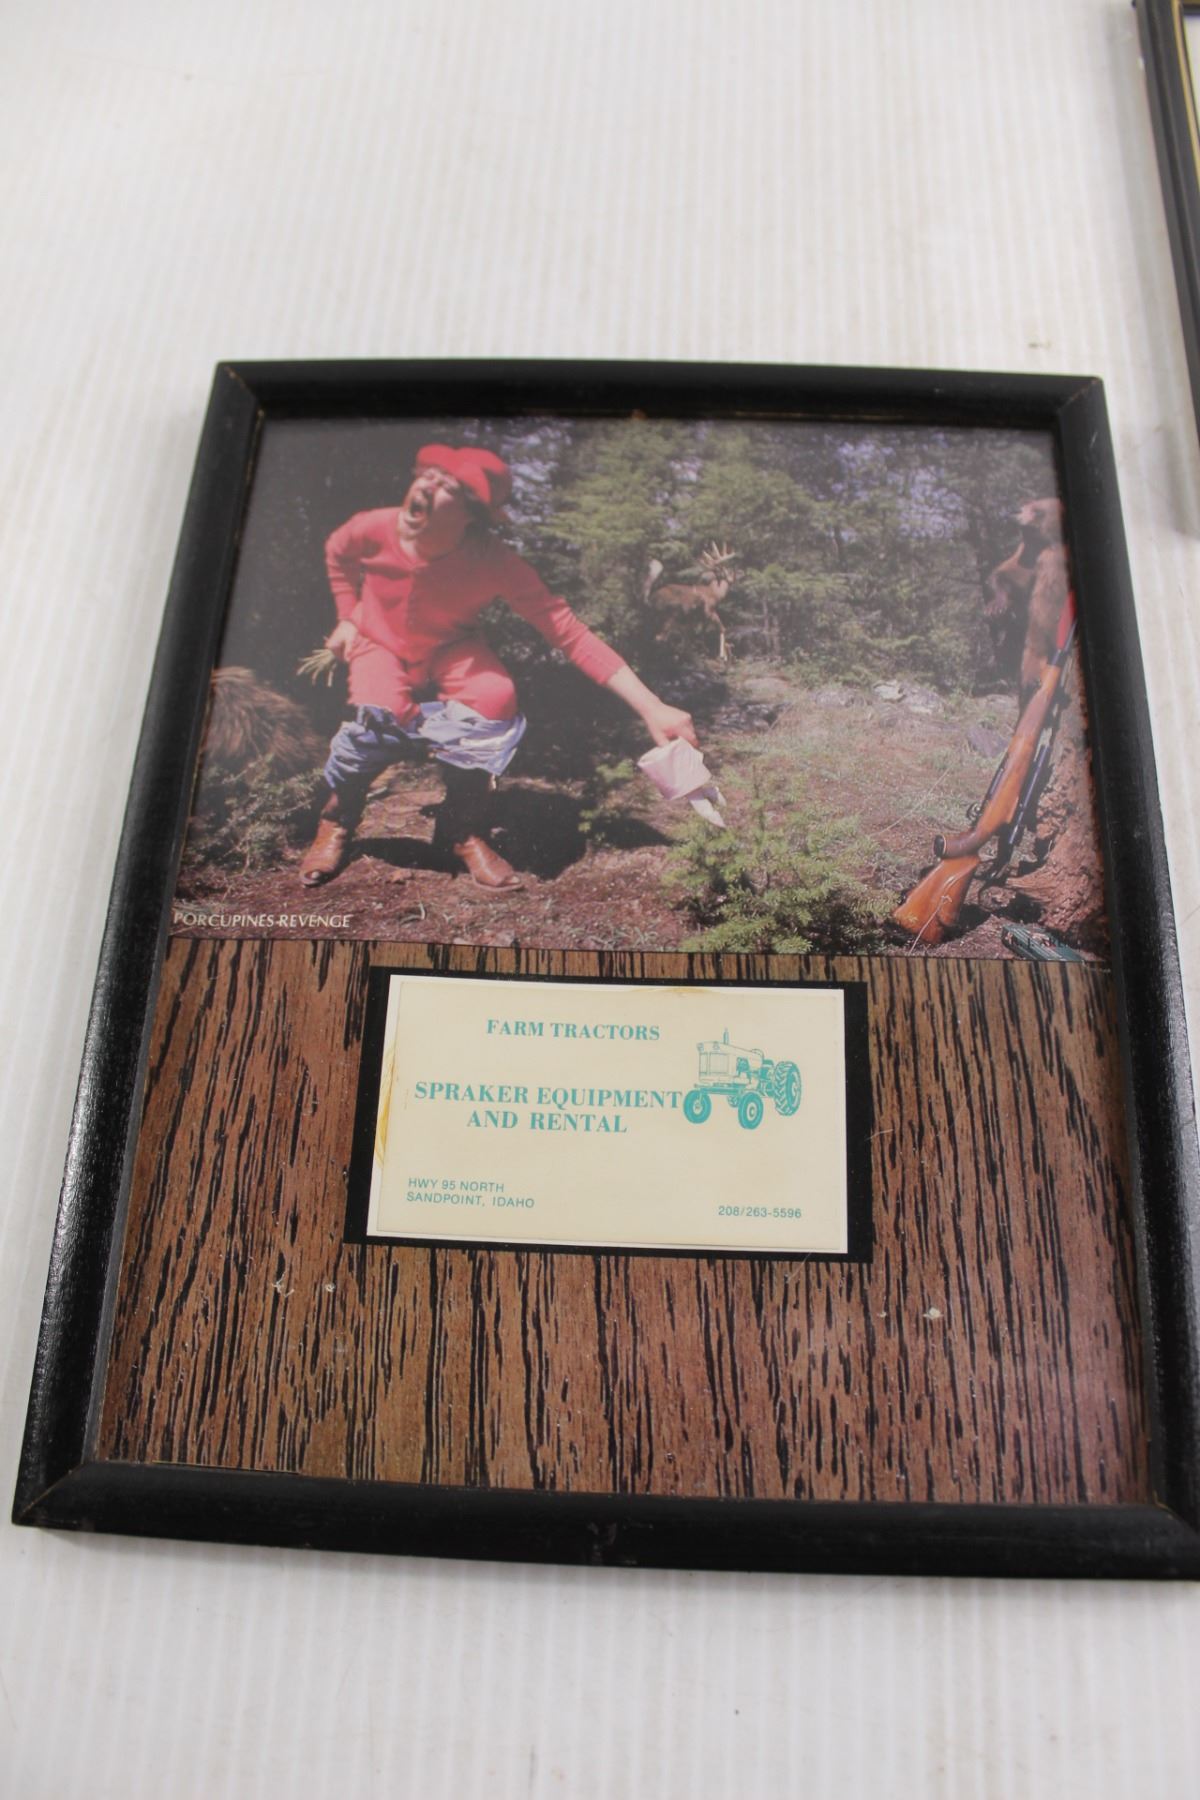 PORCUPINES REVENGE
FARM TRACTORS
SPRAKER EQUIPMENT
AND RENTAL
HWY 95 NORTH
SANDPOINT, IDAHO
208/263-5596